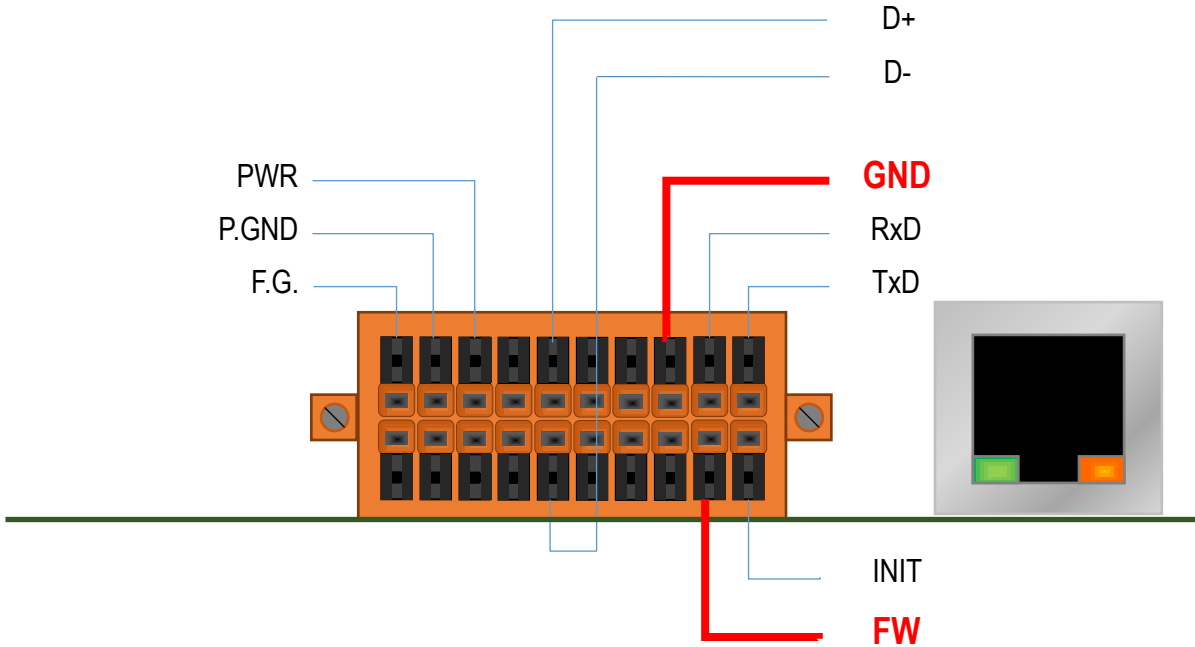 D+
D-
PWR
GND
P.GND
RxD
F.G.
TxD
INIT
FW